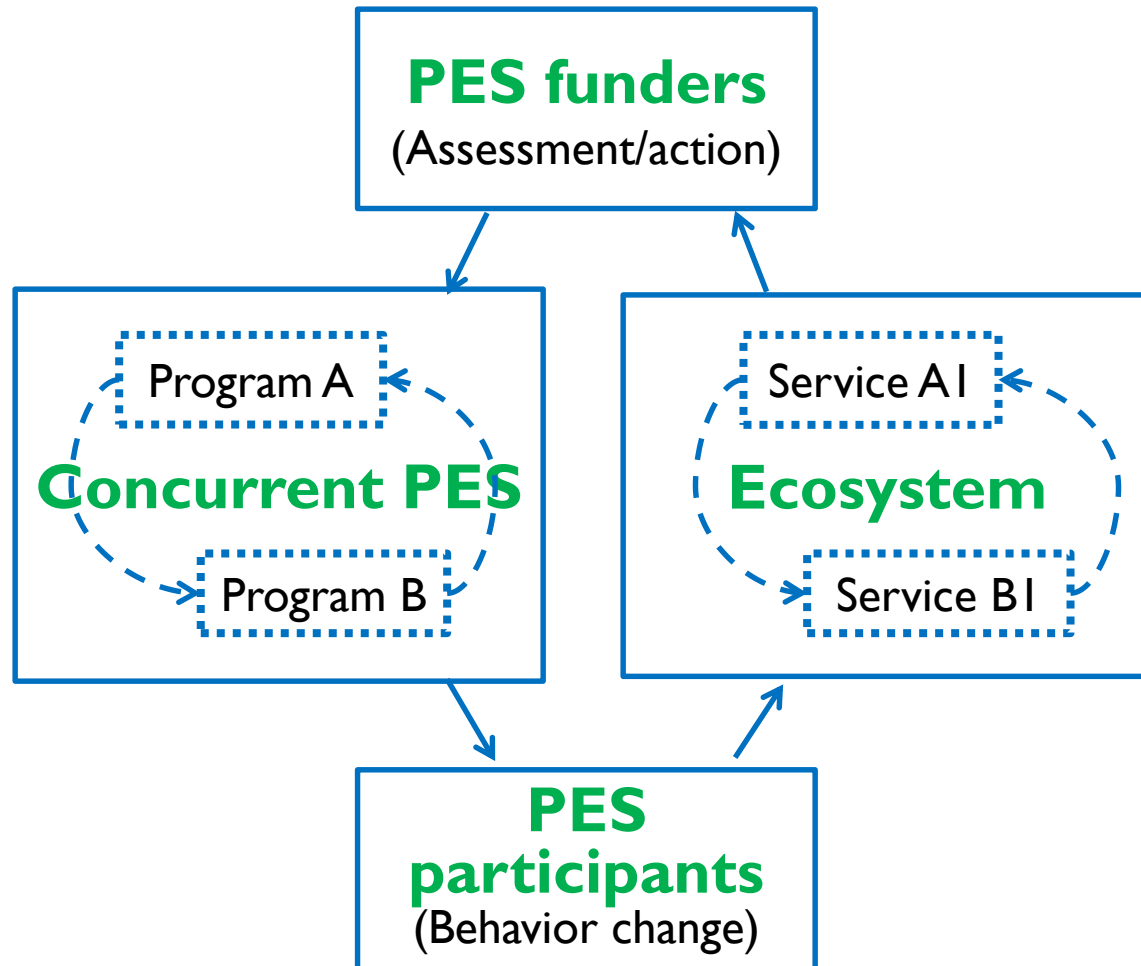 PES funders
(Assessment/action)
Program A
Concurrent PES
Program B
Service A1
Ecosystem
Service B1
PES
participants
(Behavior change)